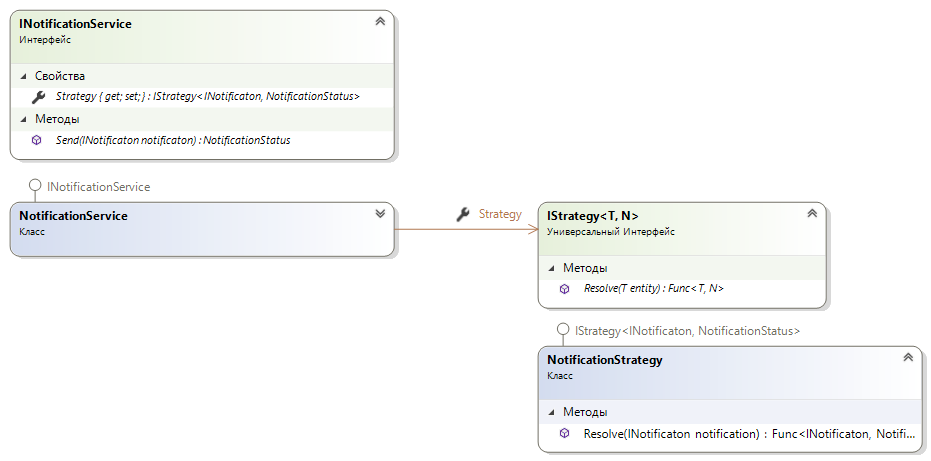 INotificationService
Интерфейс
Свойства
Strategy { get; set; } : IStrategy<INotificaton, NotificationStatus>
Методы
Send(INotificaton notificaton) : NotificationStatus
INotificationService
NotificationService
Класс
Strategy
IStrategy<T, N>
Универсальный Интерфейс
Методы
Resolve(T entity) : Func<T, N>
IStrategy<INotificaton, NotificationStatus>
NotificationStrategy
Класс
Методы
Resolve(INotificaton notification) : Func<INotificaton, Notifi...